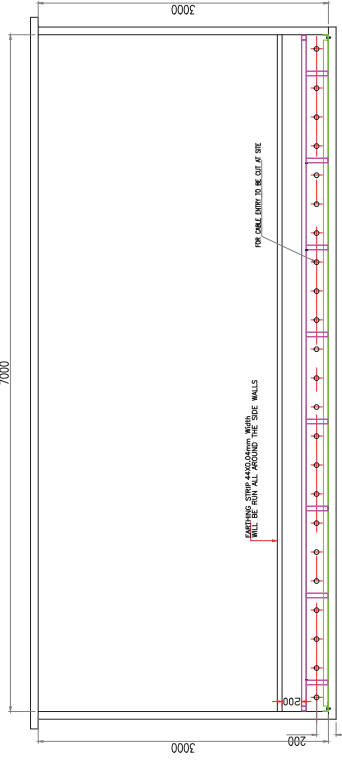 3000
7000
FOR CABLE ENTRY TO BE CUT AT SITE
EARTHING STRIP 44X0.04mm Width
WILL BE RUN ALL AROUND THE SIDE WALLS
200
200
3000